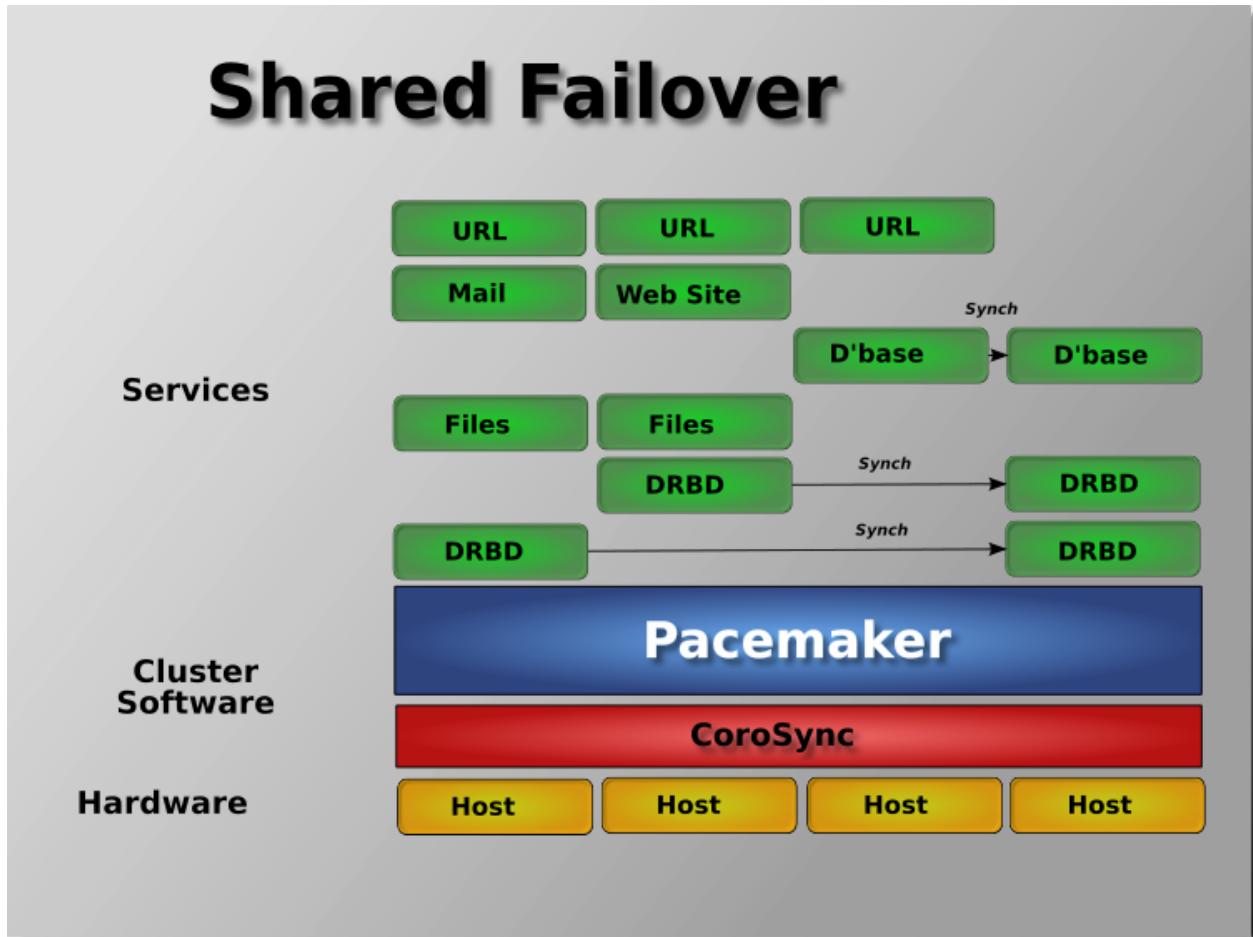 Shared Failover
URL URL URL
Mail Web Site
Synch
D'base D'base
Services
Files Files
Synch
DRBD DRBD
Synch
DRBD DRBD
Pacemaker
Cluster
Software
CoroSync
Hardware
Host Host Host Host